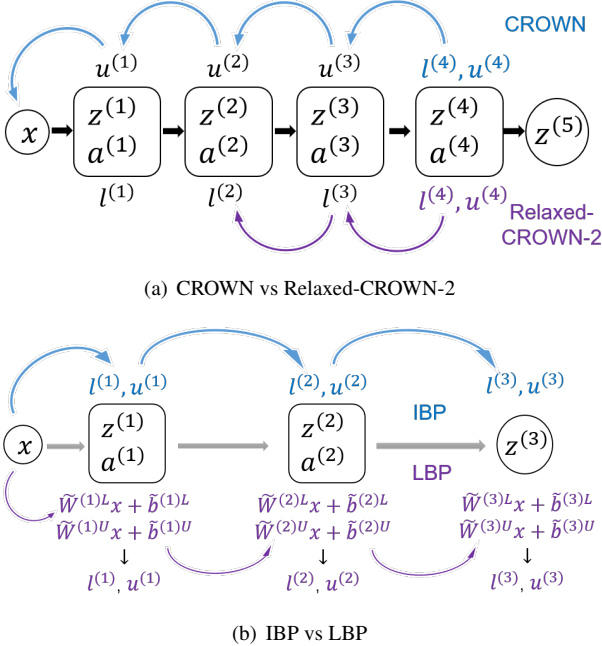 CROWN
u^(1) u^(2) u^(3) l^(4), u^(4)
x z^(1) z^(2) z^(3) z^(4) z^(5)
a^(1) a^(2) a^(3) a^(4)
l^(1) l^(2) l^(3) l^(4), u^(4)
Relaxed-
CROWN-2
(a) CROWN vs Relaxed-CROWN-2
l^(1), u^(1) l^(2), u^(2) l^(3), u^(3)
IBP
x z^(1) z^(2) z^(3)
a^(1) a^(2)
LBP
W̃^(1)L x + b̃^(1)L W̃^(2)L x + b̃^(2)L W̃^(3)L x + b̃^(3)L
W̃^(1)U x + b̃^(1)U W̃^(2)U x + b̃^(2)U W̃^(3)U x + b̃^(3)U
↓ ↓ ↓
l^(1), u^(1) l^(2), u^(2) l^(3), u^(3)
(b) IBP vs LBP